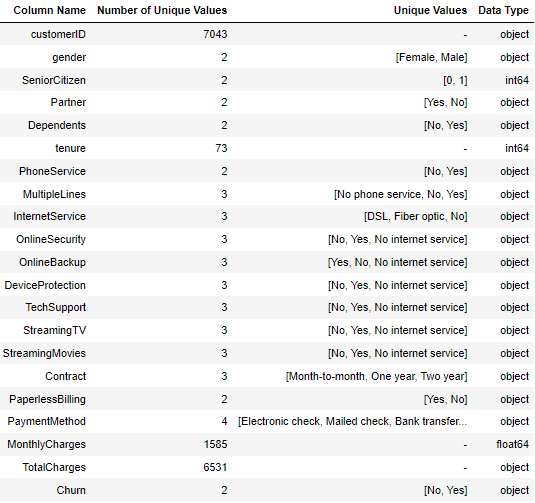 Column Name Number of Unique Values Unique Values Data Type
customerID 7043 - object
gender 2 [Female, Male] object
SeniorCitizen 2 [0, 1] int64
Partner 2 [Yes, No] object
Dependents 2 [No, Yes] object
tenure 73 - int64
PhoneService 2 [No, Yes] object
MultipleLines 3 [No phone service, No, Yes] object
InternetService 3 [DSL, Fiber optic, No] object
OnlineSecurity 3 [No, Yes, No internet service] object
OnlineBackup 3 [Yes, No, No internet service] object
DeviceProtection 3 [No, Yes, No internet service] object
TechSupport 3 [No, Yes, No internet service] object
StreamingTV 3 [No, Yes, No internet service] object
StreamingMovies 3 [No, Yes, No internet service] object
Contract 3 [Month-to-month, One year, Two year] object
PaperlessBilling 2 [Yes, No] object
PaymentMethod 4 [Electronic check, Mailed check, Bank transfer... object
MonthlyCharges 1585 - float64
TotalCharges 6531 - object
Churn 2 [No, Yes] object